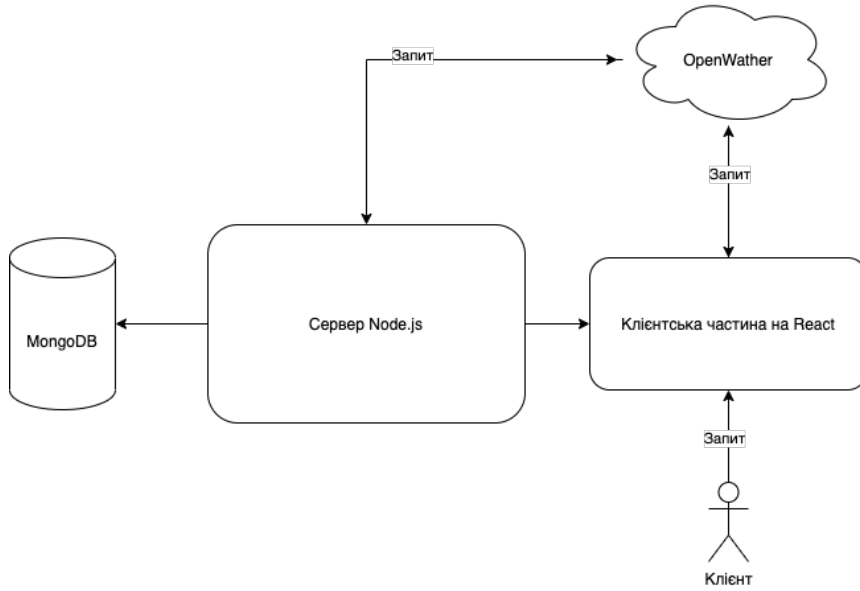 Запит
OpenWather
Запит
MongoDB
Сервер Node.js
Клієнтська частина на React
Запит
Клієнт